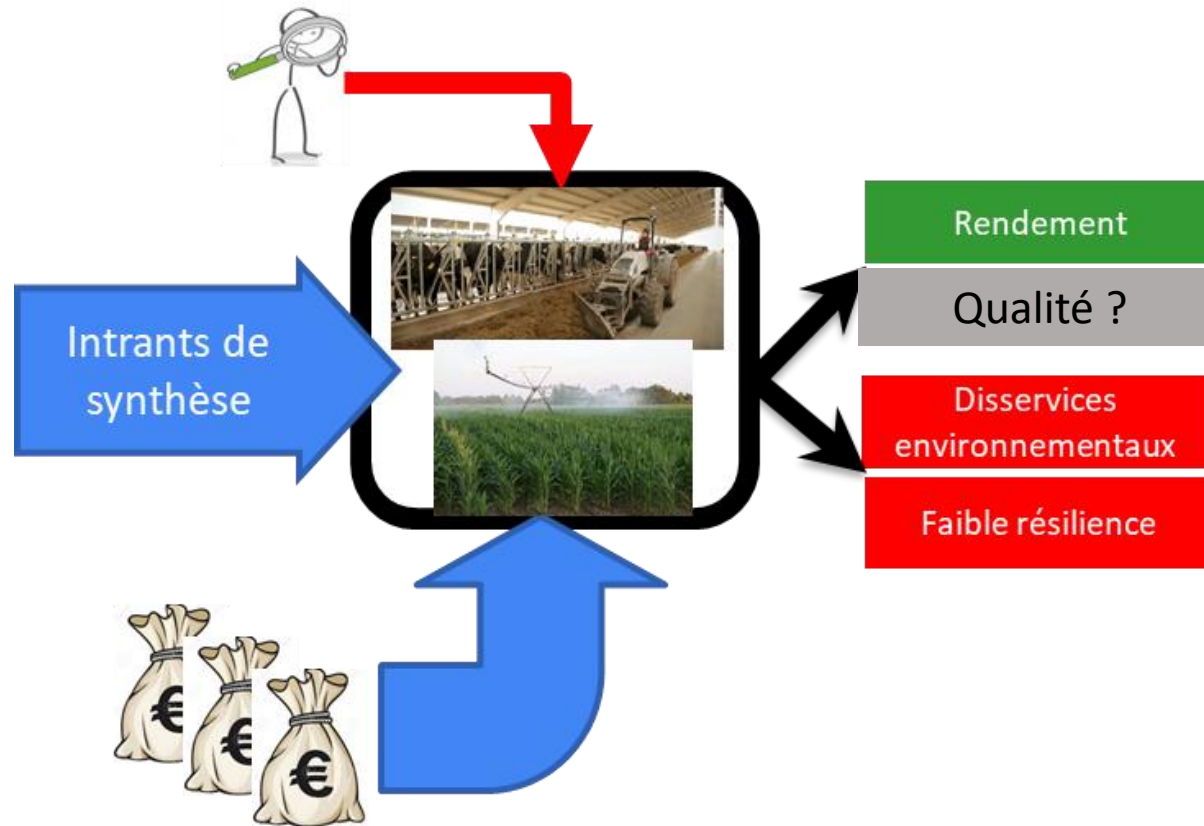 Intrants de
synthèse
Rendement
Qualité ?
Disservices
environnementaux
Faible résilience
€
€
€